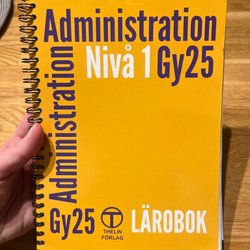 Administration
Nivå 1 Gy25
Administration
Gy25
THELIN
FÖRLAG
LÄROBOK